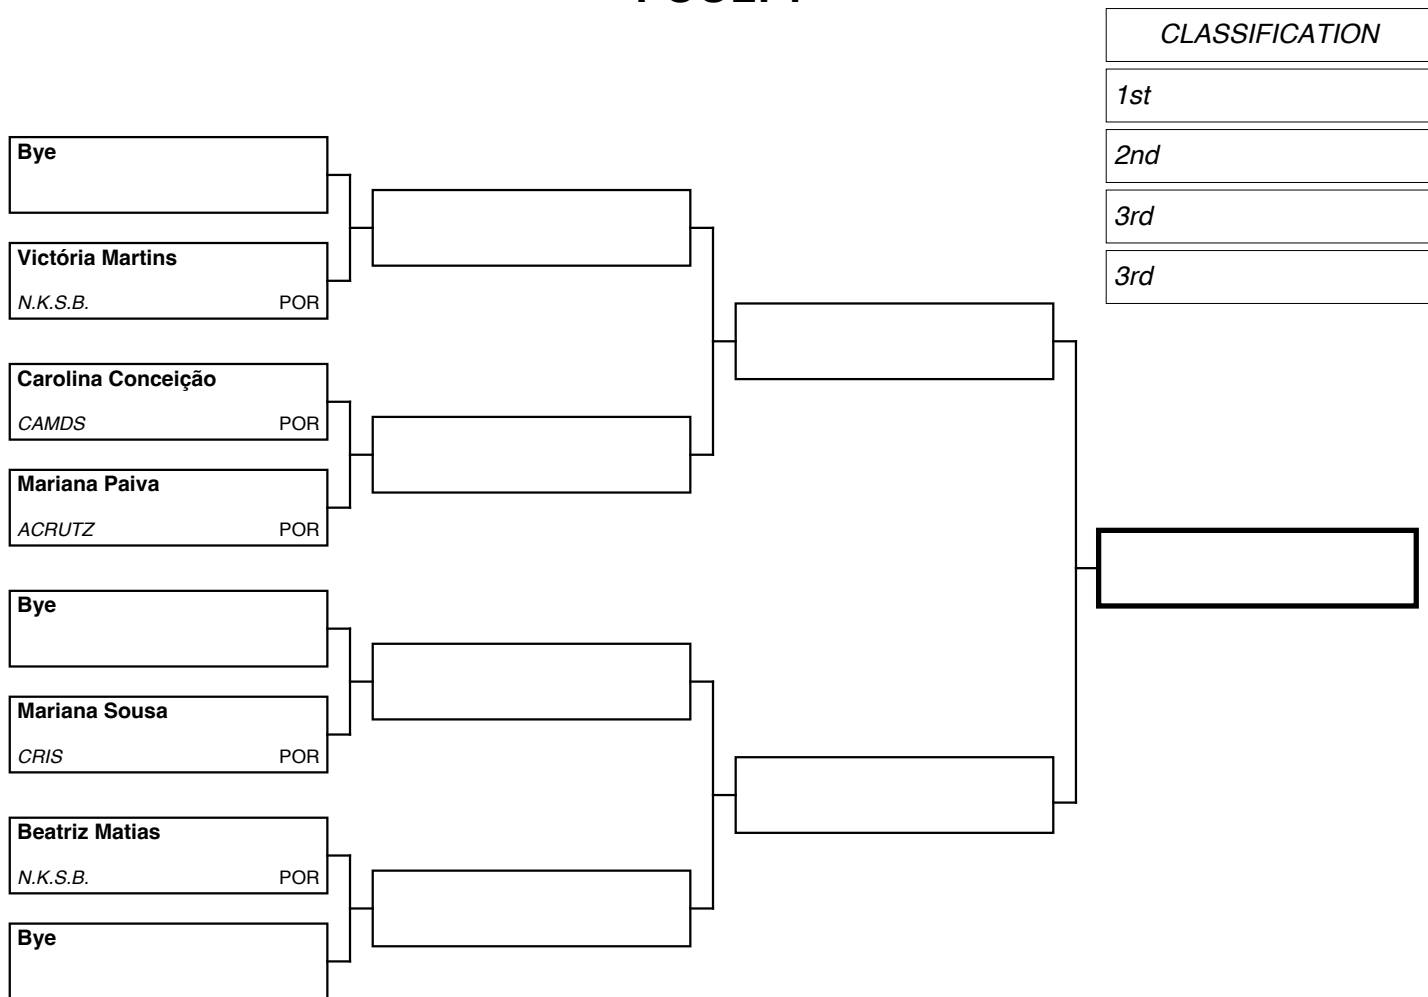 CLASSIFICATION
1st
2nd
3rd
3rd
Bye
Victória Martins
N.K.S.B. POR
Carolina Conceição
CAMDS POR
Mariana Paiva
ACRUTZ POR
Bye
Mariana Sousa
CRIS POR
Beatriz Matias
N.K.S.B. POR
Bye